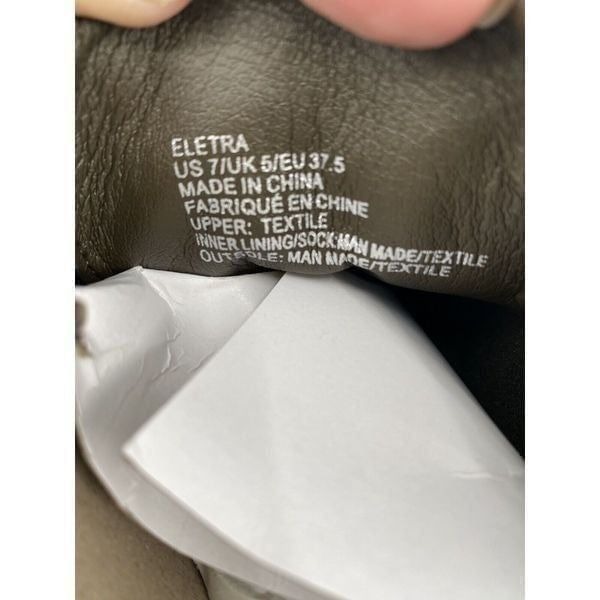 ELETRA
US 7/UK 5/EU 37.5
MADE IN CHINA
FABRIQUÉ EN CHINE
UPPER: TEXTILE
INNER LINING/SOCK:MAN MADE/TEXTILE
OUTSOLE: MAN MADE/TEXTILE